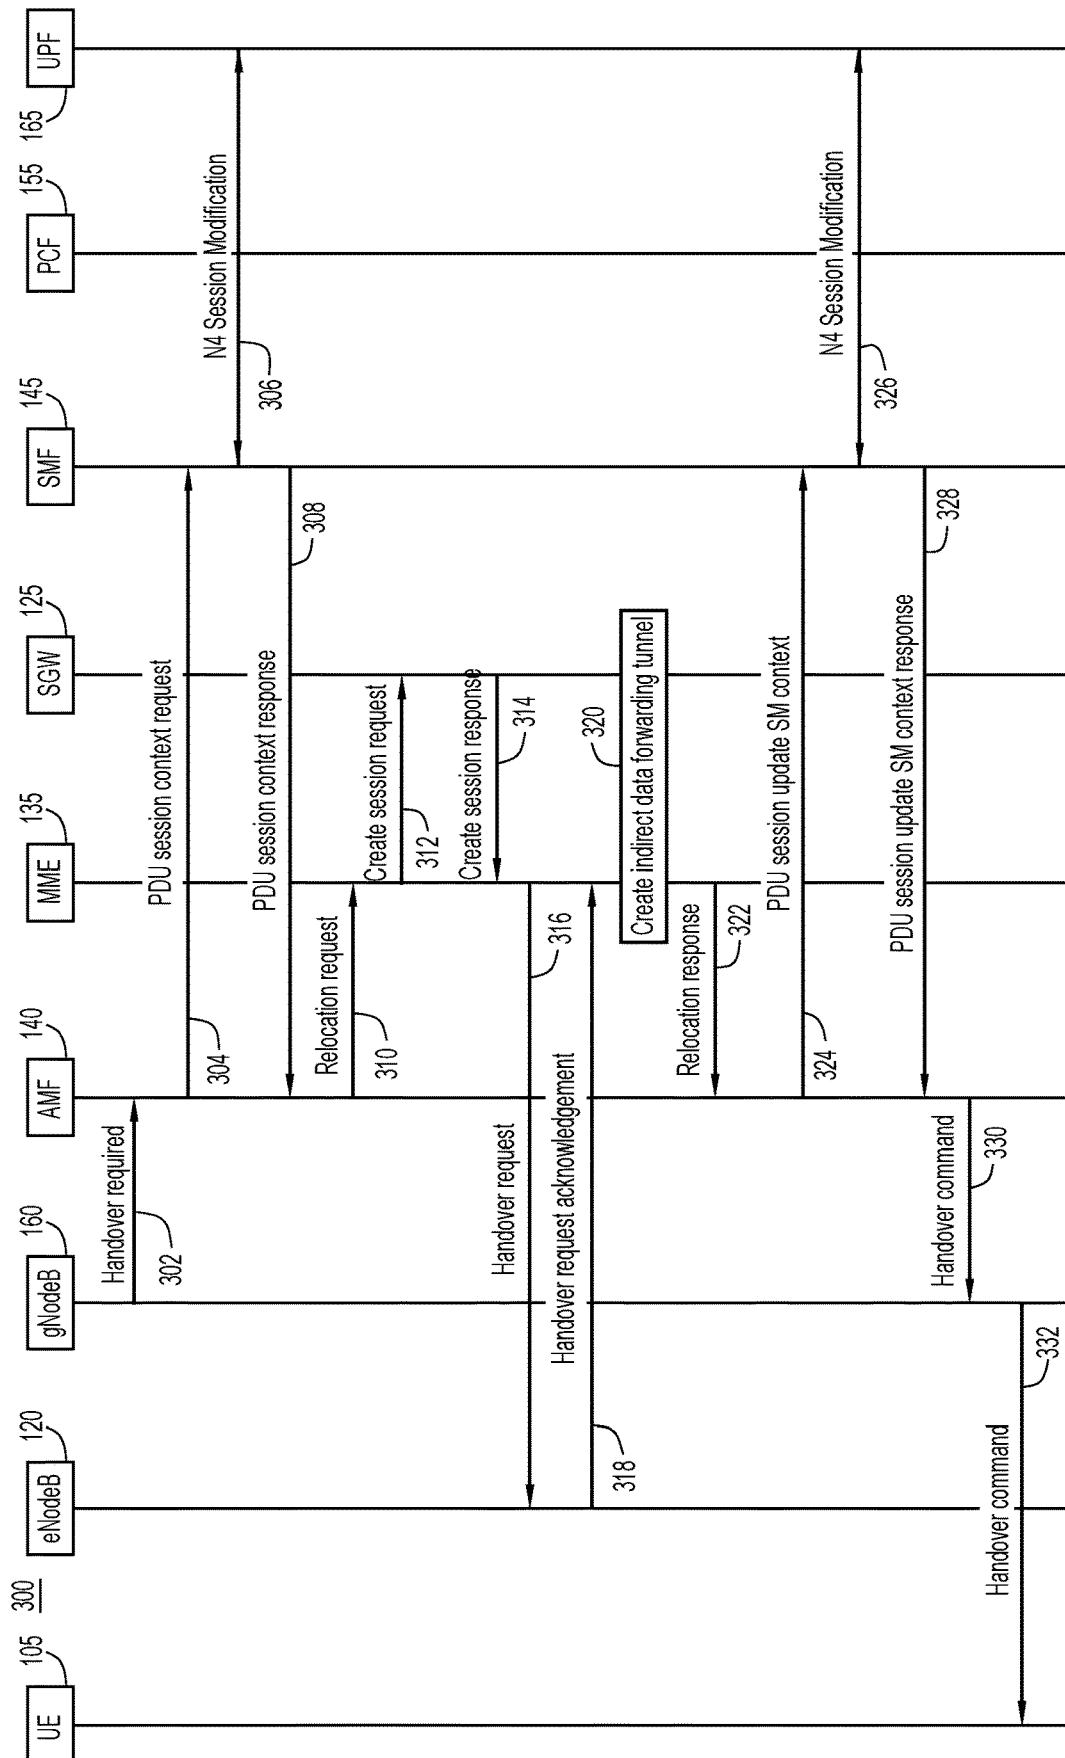 300
UE
105
eNodeB
120
gNodeB
160
AMF
140
MME
135
SGW
125
SMF
145
PCF
155
UPF
165
Handover required
302
PDU session context request
304
N4 Session Modification
306
PDU session context response
308
Relocation request
310
Create session request
312
Create session response
314
Handover request
316
Handover request acknowledgement
318
Create indirect data forwarding tunnel
320
Relocation response
322
PDU session update SM context
324
N4 Session Modification
326
PDU session update SM context response
328
Handover command
330
Handover command
332